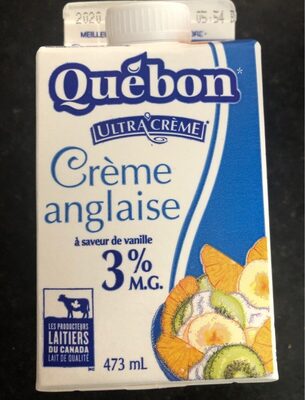 2020 05:54
MEILLE
Québon
ULTRA'CRÈME
Crème
anglaise
à saveur de vanille
3%
M.G.
LES PRODUCTEURS
LAITIERS
DU CANADA
LAIT DE QUALITÉ
473 mL